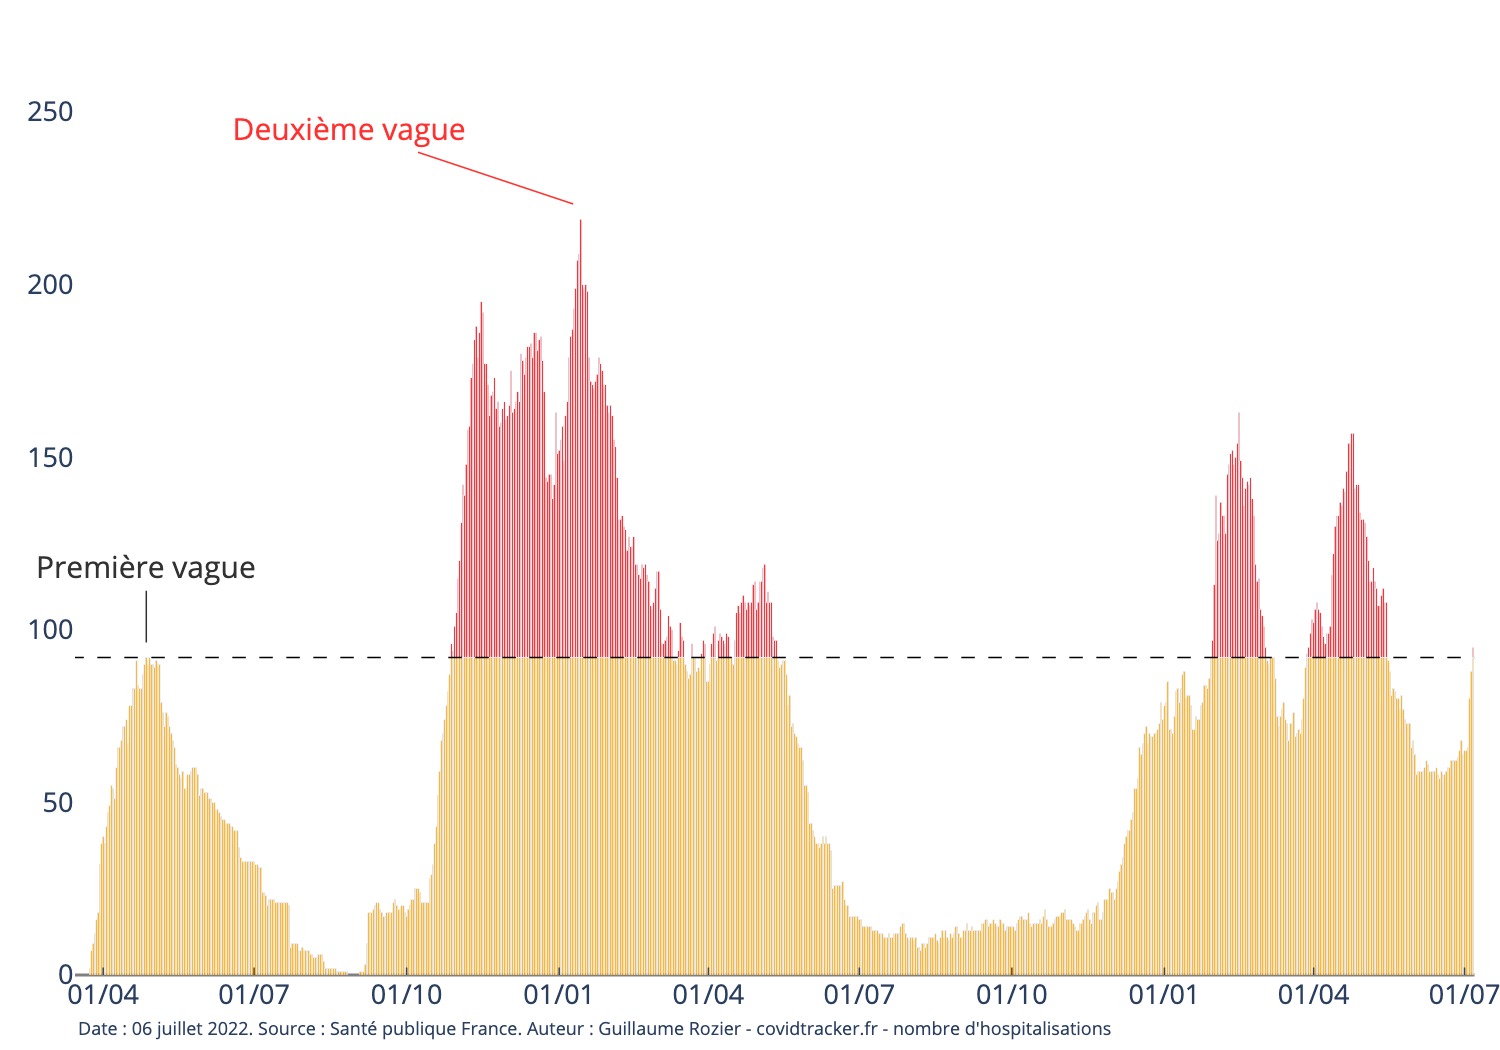 250
Deuxième vague
200
150
Première vague
100
50
0
01/04 01/07 01/10 01/01 01/04 01/07 01/10 01/01 01/04 01/07
Date : 06 juillet 2022. Source : Santé publique France. Auteur : Guillaume Rozier - covidtracker.fr - nombre d'hospitalisations